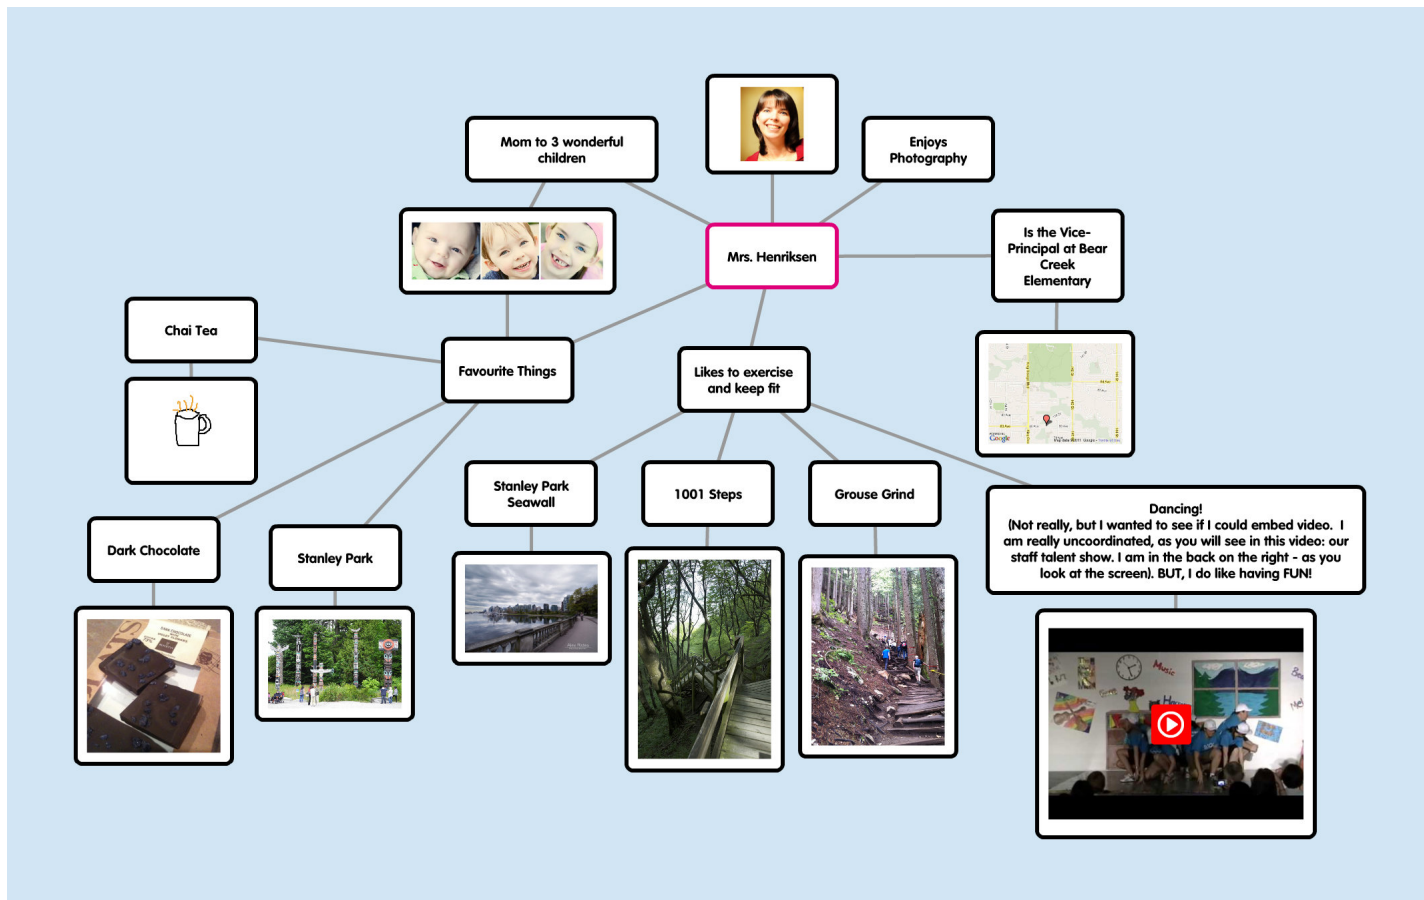 Mom to 3 wonderful
children
Enjoys
Photography
Mrs. Henriksen
Is the Vice-
Principal at Bear
Creek
Elementary
Chai Tea
Favourite Things
Likes to exercise
and keep fit
Google
Stanley Park
Seawall
1001 Steps
Grouse Grind
Dancing!
(Not really, but I wanted to see if I could embed video. I
am really uncoordinated, as you will see in this video: our
staff talent show. I am in the back on the right - as you
look at the screen). BUT, I do like having FUN!
Dark Chocolate
Stanley Park
Music